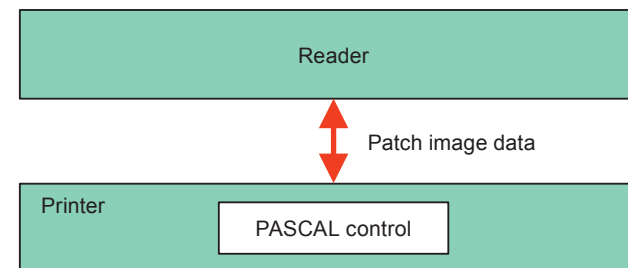 Reader
Patch image data
Printer
PASCAL control